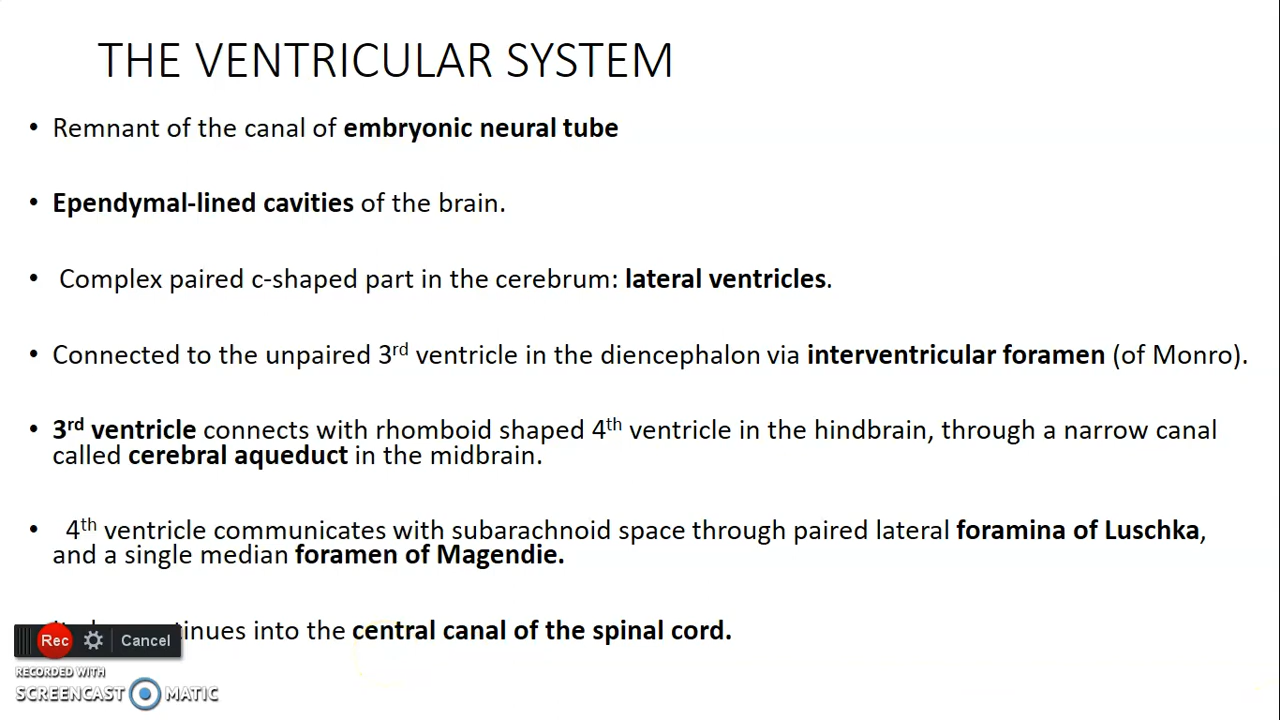 THE VENTRICULAR SYSTEM
• Remnant of the canal of embryonic neural tube
• Ependymal-lined cavities of the brain.
• Complex paired c-shaped part in the cerebrum: lateral ventricles.
• Connected to the unpaired 3rd ventricle in the diencephalon via interventricular foramen (of Monro).
• 3rd ventricle connects with rhomboid shaped 4th ventricle in the hindbrain, through a narrow canal
called cerebral aqueduct in the midbrain.
• 4th ventricle communicates with subarachnoid space through paired lateral foramina of Luschka,
and a single median foramen of Magendie.
into the central canal of the spinal cord.
Rec Cancel
RECORDED WITH
SCREENCAST MATIC